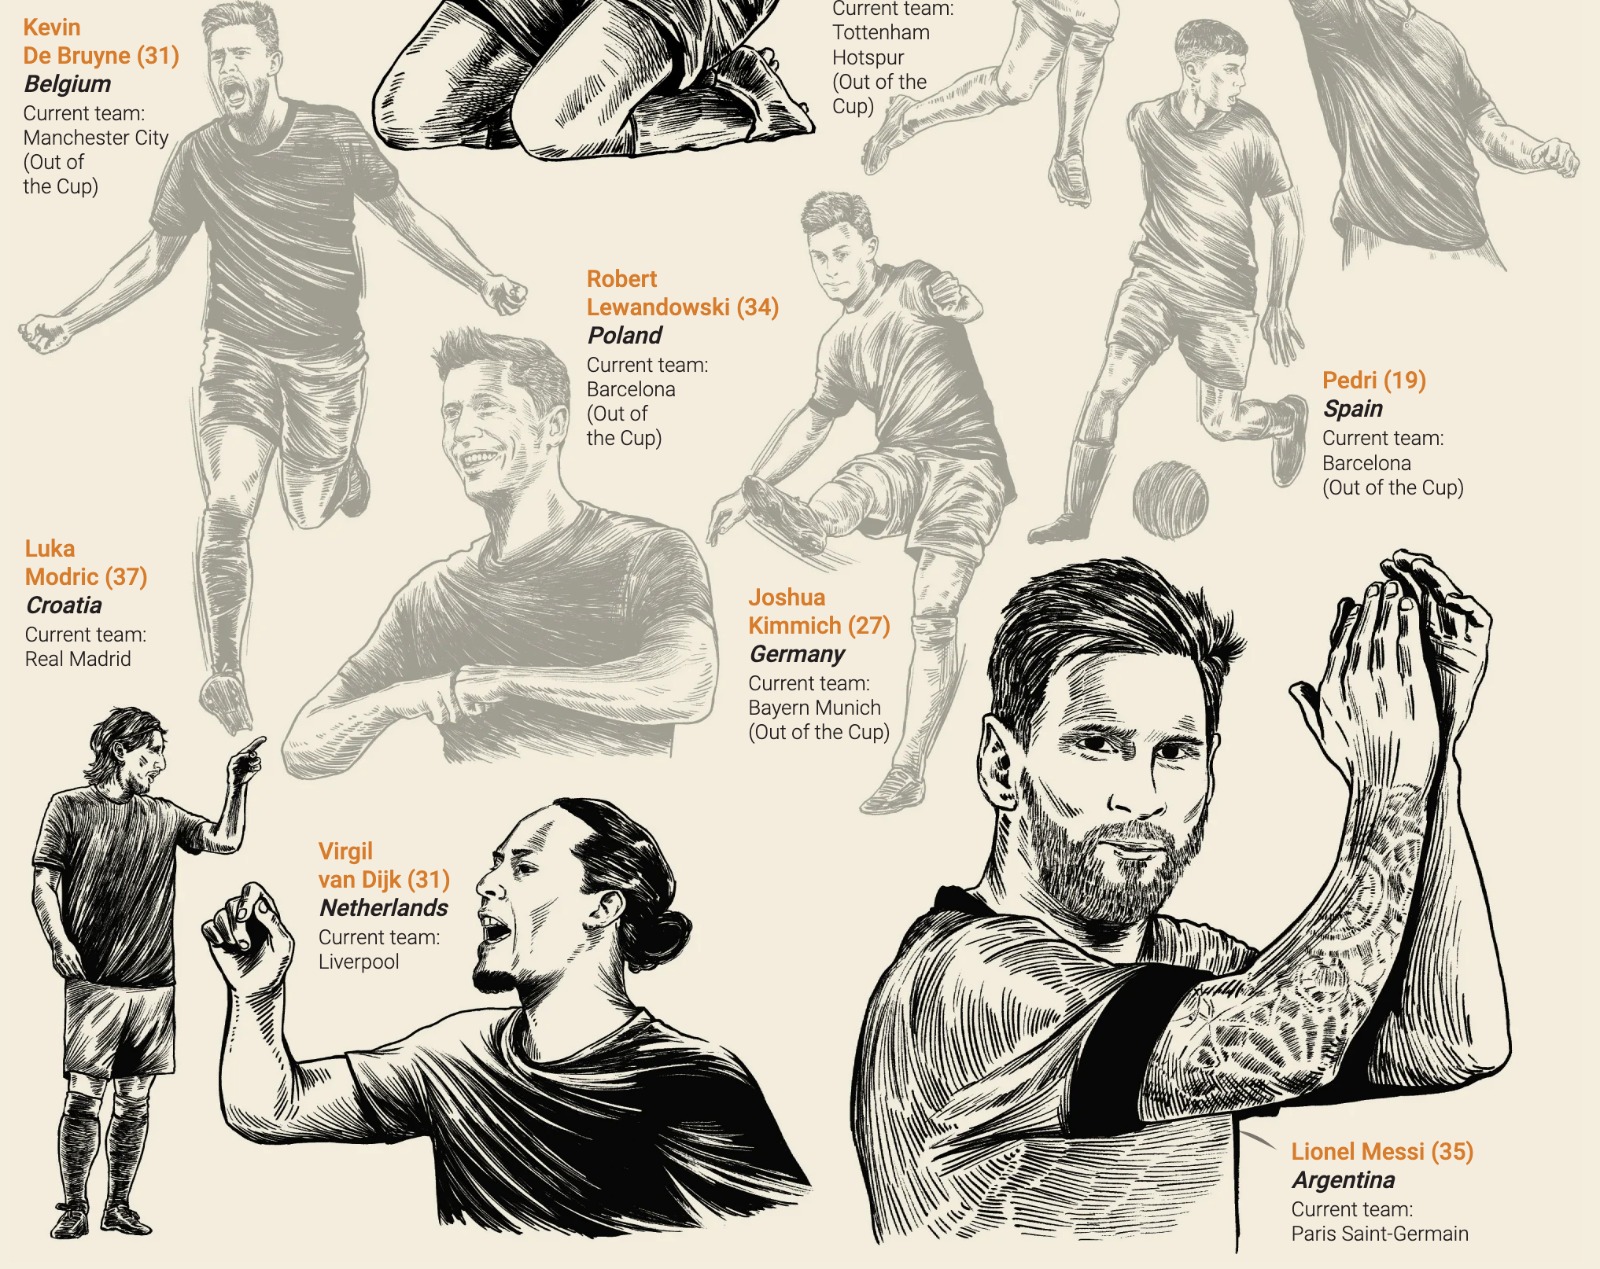 Kevin
De Bruyne (31)
Belgium
Current team:
Manchester City
(Out of
the Cup)
Current team:
Tottenham
Hotspur
(Out of the
Cup)
Robert
Lewandowski (34)
Poland
Current team:
Barcelona
(Out of
the Cup)
Pedri (19)
Spain
Current team:
Barcelona
(Out of the Cup)
Luka
Modric (37)
Croatia
Current team:
Real Madrid
Joshua
Kimmich (27)
Germany
Current team:
Bayern Munich
(Out of the Cup)
Virgil
van Dijk (31)
Netherlands
Current team:
Liverpool
Lionel Messi (35)
Argentina
Current team:
Paris Saint-Germain